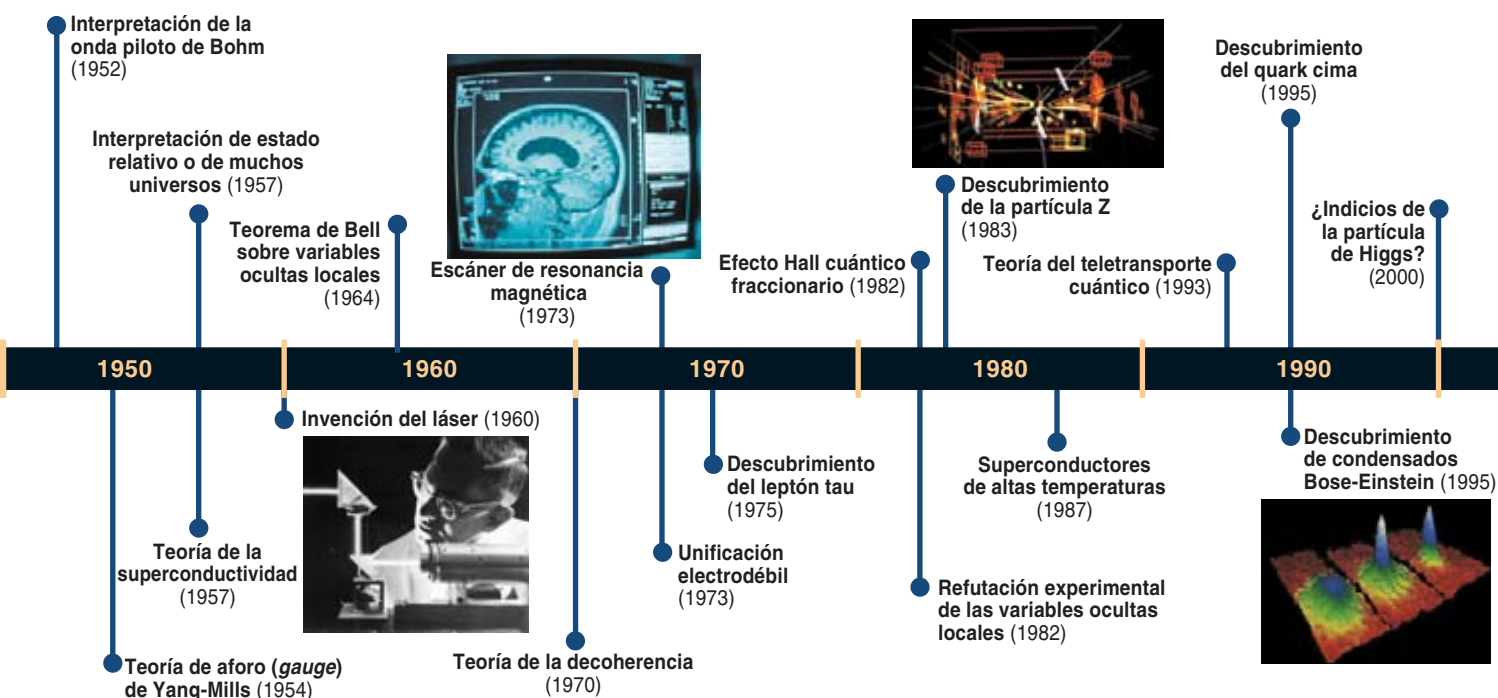 Interpretación de la
onda piloto de Bohm
(1952)
Interpretación de estado
relativo o de muchos
universos (1957)
Teorema de Bell
sobre variables
ocultas locales
(1964)
Escáner de resonancia
magnética
(1973)
Efecto Hall cuántico
fraccionario (1982)
Descubrimiento
de la partícula Z
(1983)
Teoría del teletransporte
cuántico (1993)
Descubrimiento
del quark cima
(1995)
¿Indicios de
la partícula
de Higgs?
(2000)
1950
1960
1970
1980
1990
Teoría de aforo (gauge)
de Yang-Mills (1954)
Teoría de la
superconductividad
(1957)
Invención del láser (1960)
Teoría de la decoherencia
(1970)
Unificación
electrodébil
(1973)
Descubrimiento
del leptón tau
(1975)
Refutación experimental
de las variables ocultas
locales (1982)
Superconductores
de altas temperaturas
(1987)
Descubrimiento
de condensados
Bose-Einstein (1995)